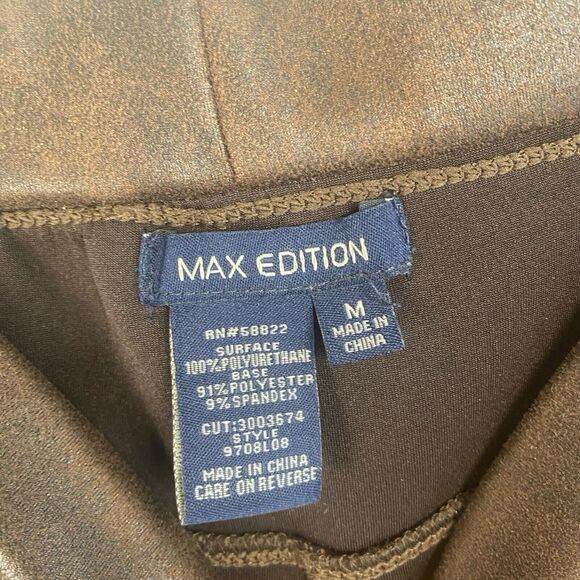 MAX EDITION
M
MADE IN
CHINA
RN#58822
SURFACE
100%POLYURETHANE
BASE
91%POLYESTER
9%SPANDEX
CUT:3003674
STYLE
9708L08
MADE IN CHINA
CARE ON REVERSE